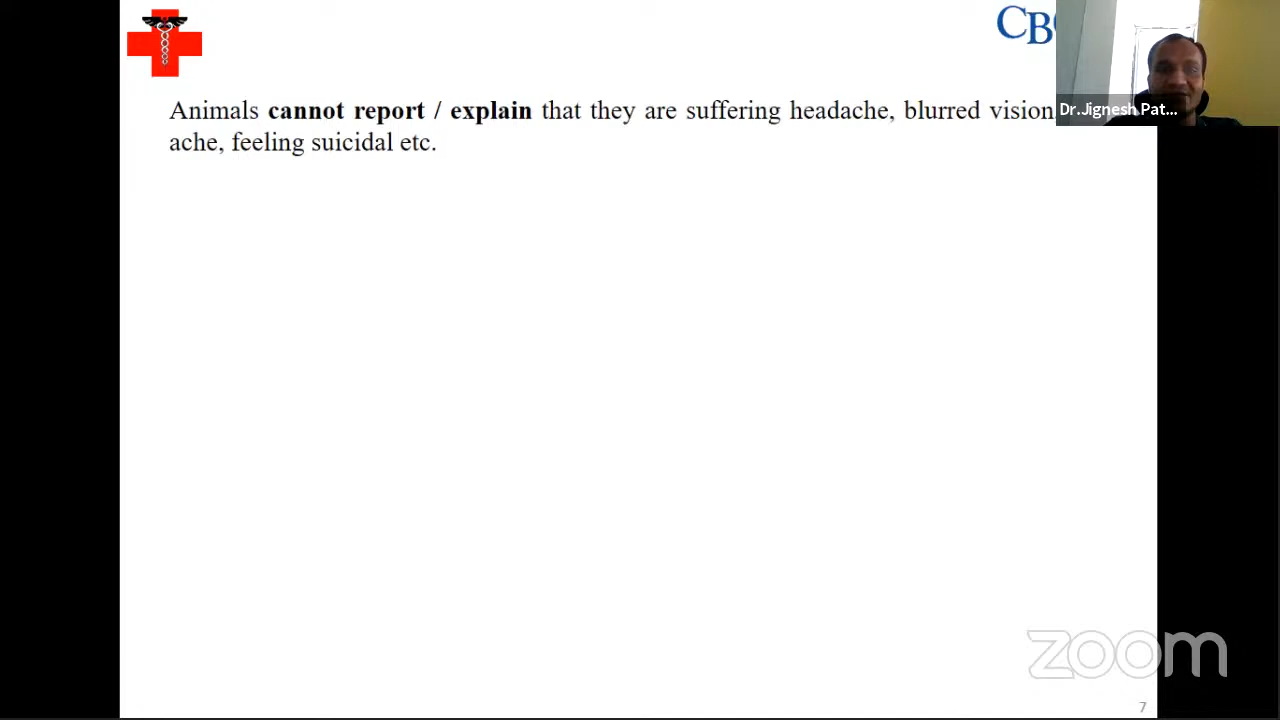 CB
Dr.Jignesh Pat...
Animals cannot report / explain that they are suffering headache, blurred vision
ache, feeling suicidal etc.
zoom
7